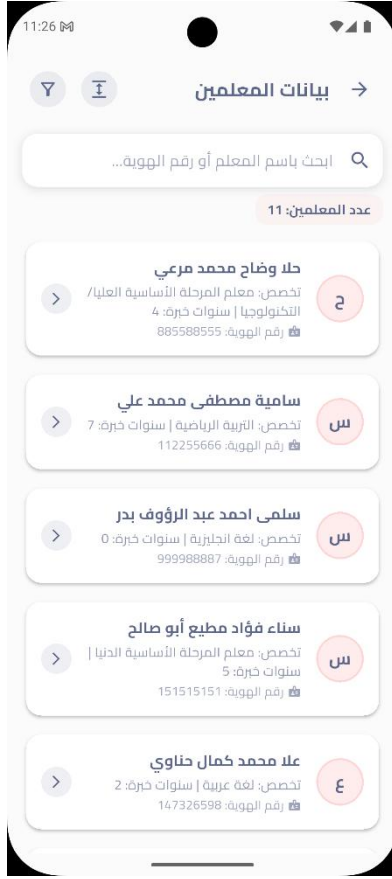 11:26
بيانات المعلمين
ابحث باسم المعلم أو رقم الهوية...
عدد المعلمين: 11
ح
حلا وضاح محمد مرعي
تخصص: معلم المرحلة الأساسية العليا/
التكنولوجيا | سنوات خبرة: 4
رقم الهوية: 885588555
س
سامية مصطفى محمد علي
تخصص: التربية الرياضية | سنوات خبرة: 7
رقم الهوية: 112255666
س
سلمى احمد عبد الرؤوف بدر
تخصص: لغة انجليزية | سنوات خبرة: 0
رقم الهوية: 999988887
س
سناء فؤاد مطيع أبو صالح
تخصص: معلم المرحلة الأساسية الدنيا |
سنوات خبرة: 5
رقم الهوية: 151515151
ع
علا محمد كمال حناوي
تخصص: لغة عربية | سنوات خبرة: 2
رقم الهوية: 147326598